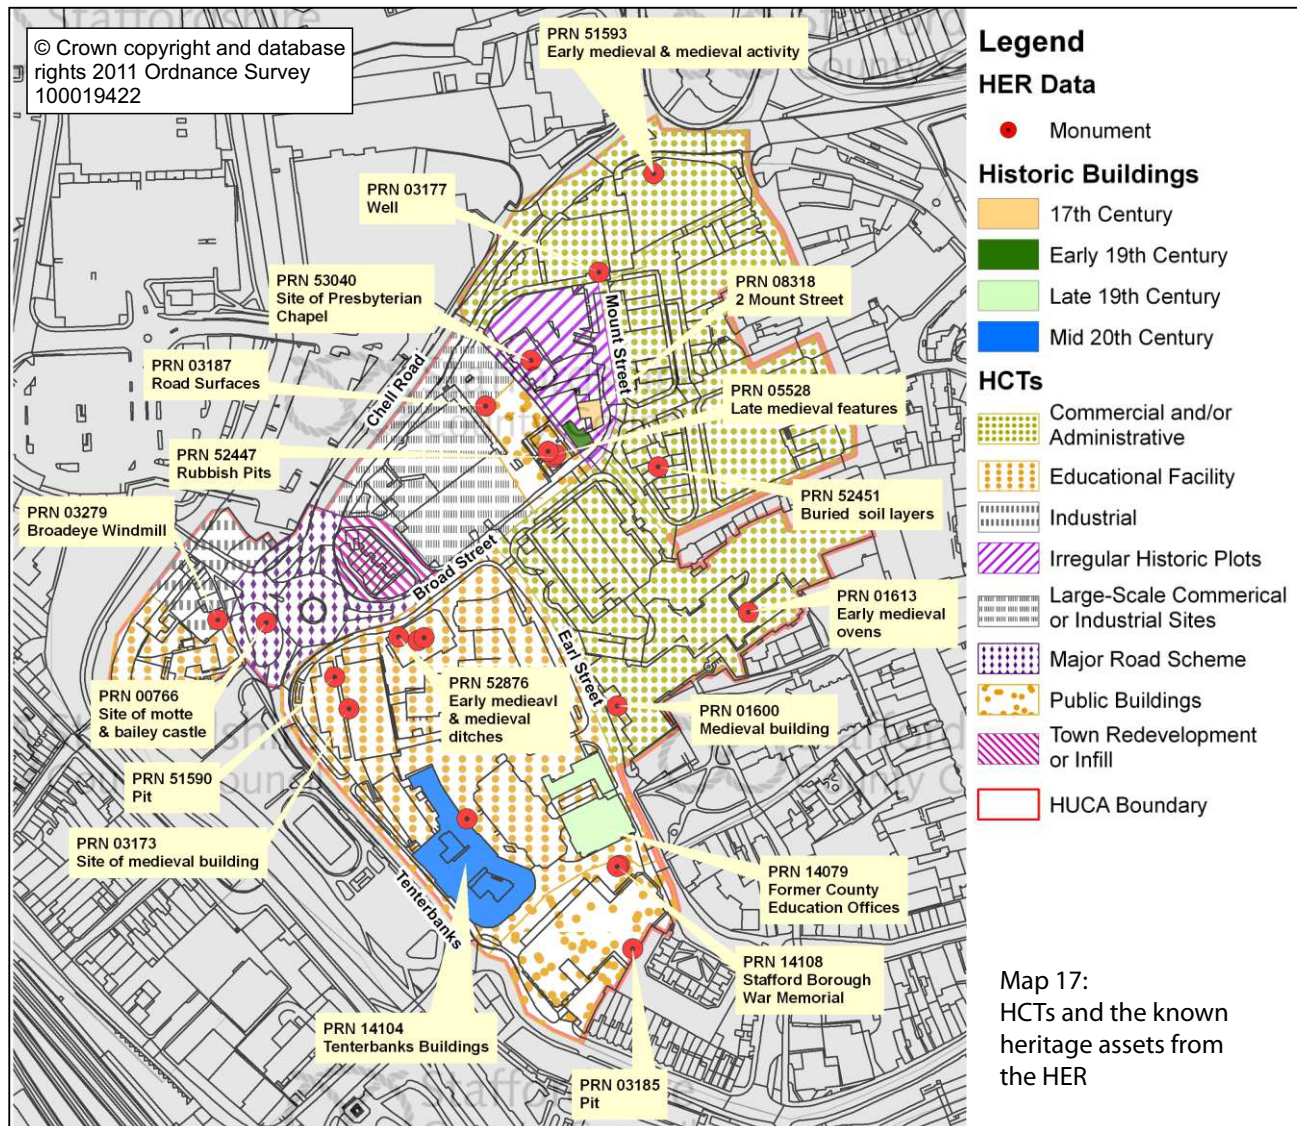 © Crown copyright and database
rights 2011 Ordnance Survey
100019422
PRN 51593
Early medieval & medieval activity
PRN 03177
Well
PRN 53040
Site of Presbyterian
Chapel
PRN 08318
2 Mount Street
PRN 03187
Road Surfaces
PRN 05528
Late medieval features
PRN 52447
Rubbish Pits
PRN 52451
Buried soil layers
PRN 03279
Broadeye Windmill
PRN 01613
Early medieval
ovens
PRN 00766
Site of motte
& bailey castle
PRN 52876
Early medieavl
& medieval
ditches
PRN 01600
Medieval building
PRN 51590
Pit
PRN 03173
Site of medieval building
PRN 14079
Former County
Education Offices
PRN 14108
Stafford Borough
War Memorial
PRN 14104
Tenterbanks Buildings
PRN 03185
Pit
Chell Road
Mount Street
Broad Street
Earl Street
Tenterbanks
Staffordshire
County C
Staffordshire
Legend
HER Data
Monument
Historic Buildings
17th Century
Early 19th Century
Late 19th Century
Mid 20th Century
HCTs
Commercial and/or
Administrative
Educational Facility
Industrial
Irregular Historic Plots
Large-Scale Commerical
or Industrial Sites
Major Road Scheme
Public Buildings
Town Redevelopment
or Infill
HUCA Boundary
Map 17:
HCTs and the known
heritage assets from
the HER